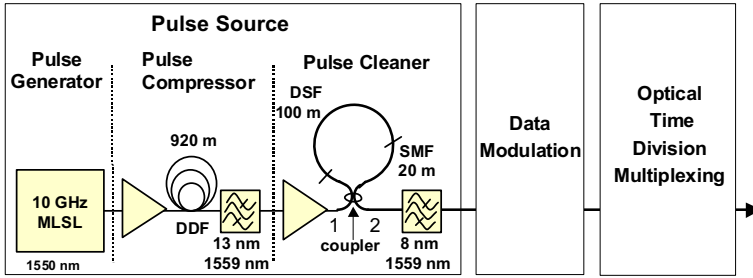 Pulse Source
Pulse
Generator
Pulse
Compressor
Pulse Cleaner
10 GHz
MLSL
1550 nm
920 m
DDF
13 nm
1559 nm
DSF
100 m
SMF
20 m
1
2
coupler
8 nm
1559 nm
Data
Modulation
Optical
Time
Division
Multiplexing